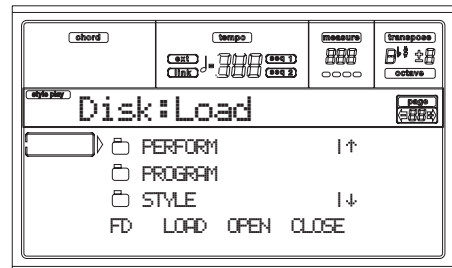 chord tempo measure transpose
ext seq 1
link seq 2
octave
style play page
Disk:Load
PERFORM
PROGRAM
STYLE
FD LOAD OPEN CLOSE